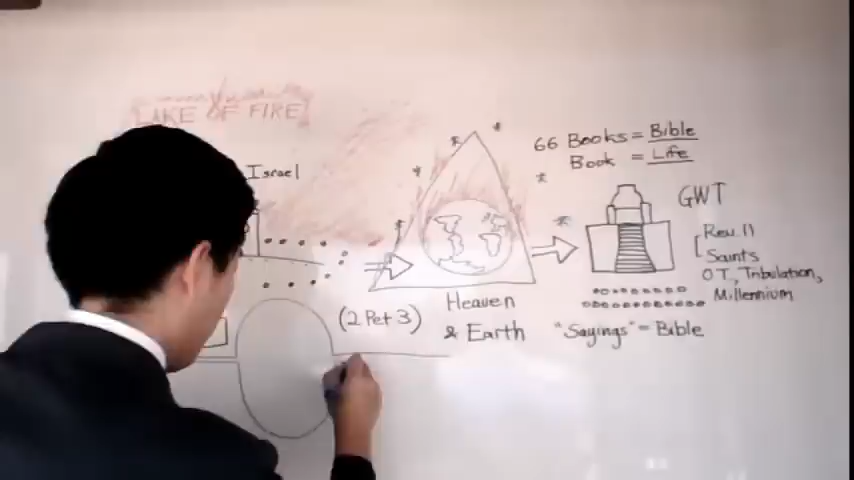 LAKE OF FIRE
Israel
66 Books = Bible
Book = Life
GWT
Rev. 11
Saints
OT, Tribulation,
Millennium
(2 Pet 3)
Heaven
& Earth
"Sayings" = Bible